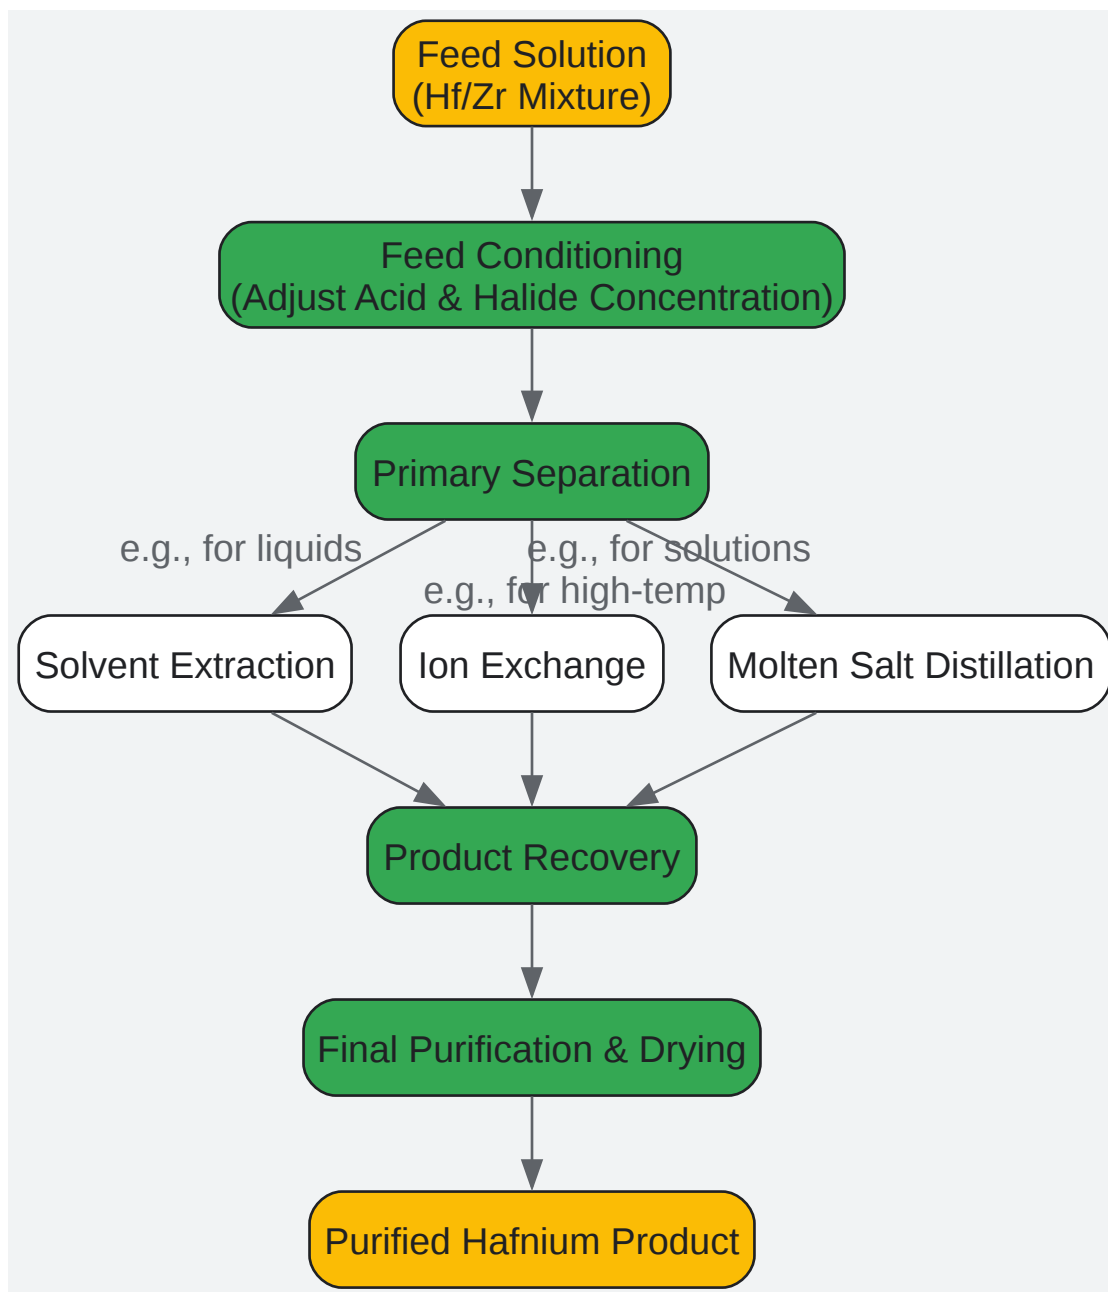 Feed Solution
(Hf/Zr Mixture)
Feed Conditioning
(Adjust Acid & Halide Concentration)
Primary Separation
e.g., for liquids
e.g., for solutions
e.g., for high-temp
Solvent Extraction
Ion Exchange
Molten Salt Distillation
Product Recovery
Final Purification & Drying
Purified Hafnium Product